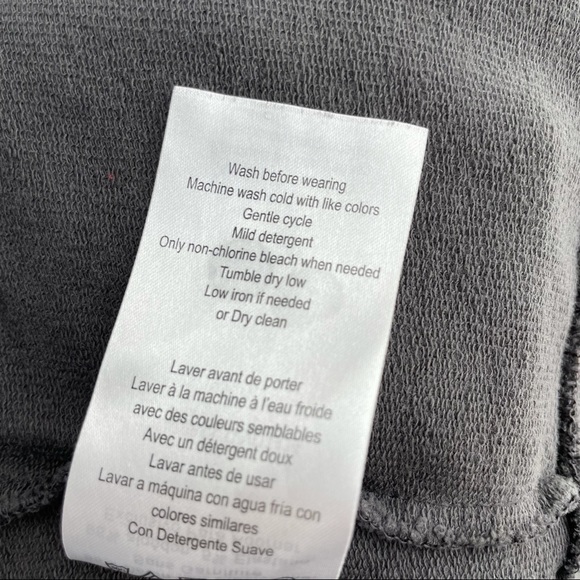 Wash before wearing
Machine wash cold with like colors
Gentle cycle
Mild detergent
Only non-chlorine bleach when needed
Tumble dry low
Low iron if needed
or Dry clean
Laver avant de porter
Laver à la machine à l'eau froide
avec des couleurs semblables
Avec un détergent doux
Lavar antes de usar
Lavar a máquina con agua fría con
colores similares
Con Detergente Suave